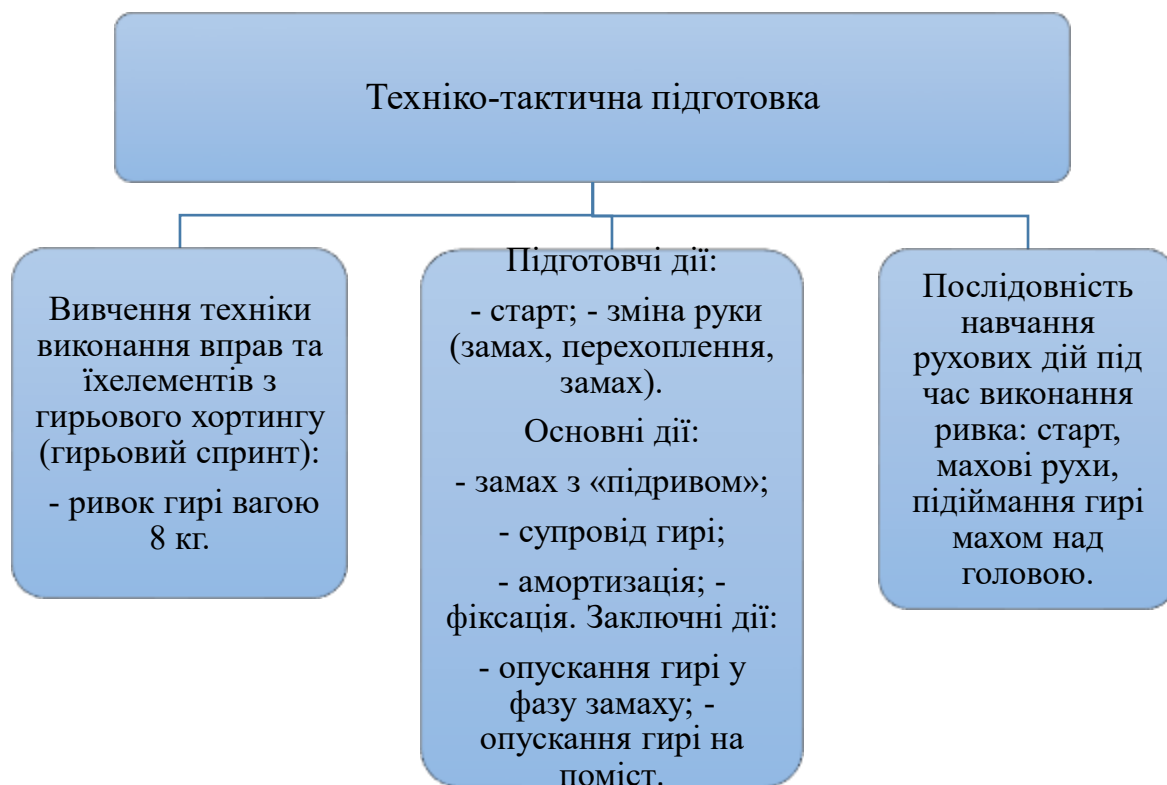 Техніко-тактична підготовка
Вивчення техніки
виконання вправ та
їхелементів з
гирьового хортингу
(гирьовий спринт):
- ривок гирі вагою
8 кг.
Підготовчі дії:
- старт; - зміна руки
(замах, перехоплення,
замах).
Основні дії:
- замах з «підривом»;
- супровід гирі;
- амортизація; -
фіксація. Заключні дії:
- опускання гирі у
фазу замаху; -
опускання гирі на
поміст.
Послідовність
навчання
рухових дій під
час виконання
ривка: старт,
махові рухи,
підіймання гирі
махом над
головою.